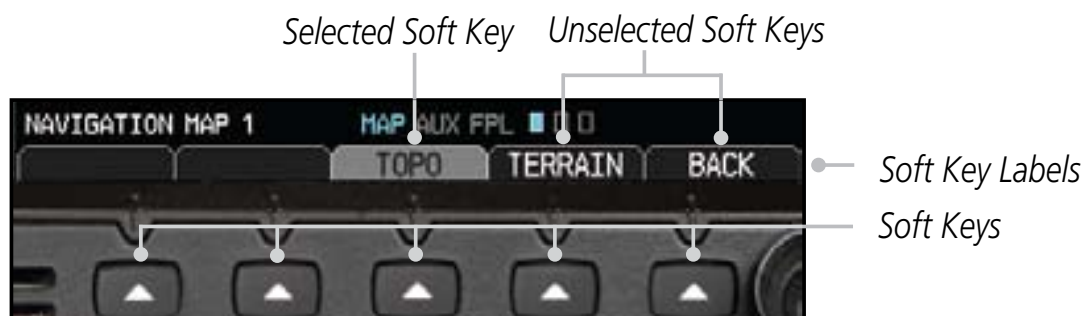 Selected Soft Key Unselected Soft Keys
NAVIGATION MAP 1 MAP AUX FPL
TOPO TERRAIN BACK
Soft Key Labels
Soft Keys